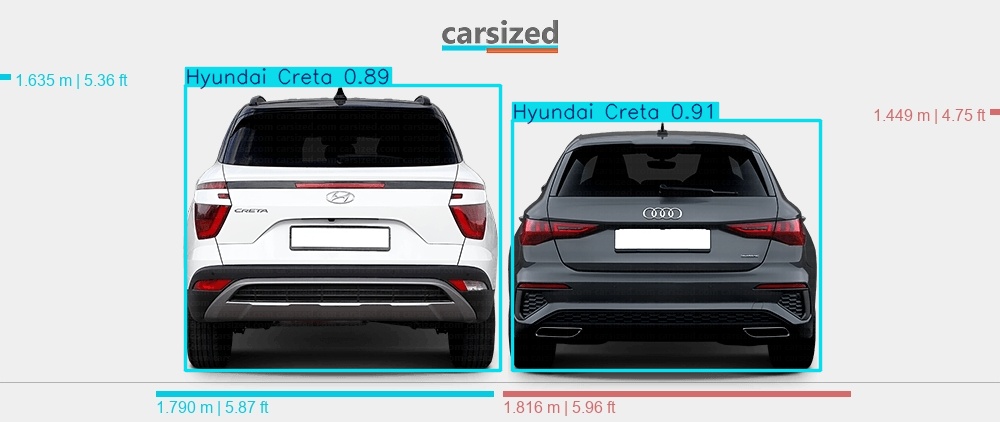 carsized
Hyundai Creta 0.89
1.635 m | 5.36 ft
Hyundai Creta 0.91
1.449 m | 4.75 ft
CRETA
1.790 m | 5.87 ft
1.816 m | 5.96 ft